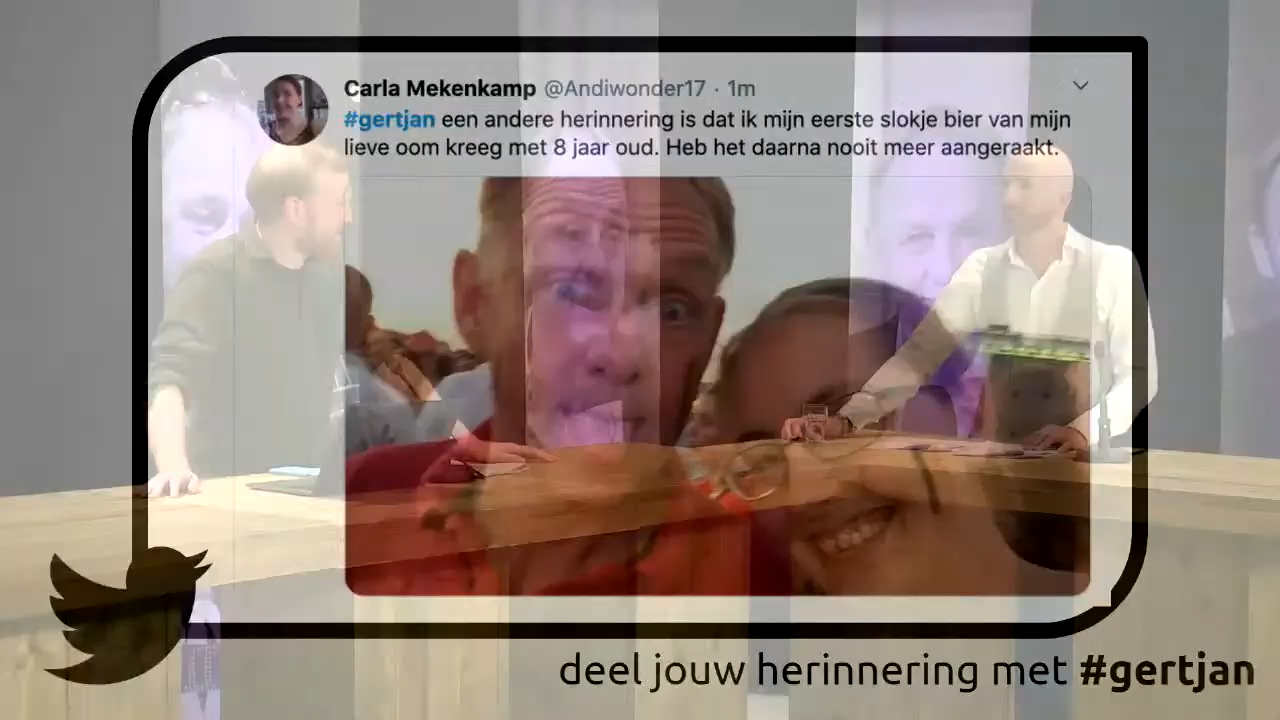 Carla Mekenkamp @Andiwonder17 · 1m
#gertjan een andere herinnering is dat ik mijn eerste slokje bier van mijn
lieve oom kreeg met 8 jaar oud. Heb het daarna nooit meer aangeraakt.
deel jouw herinnering met #gertjan